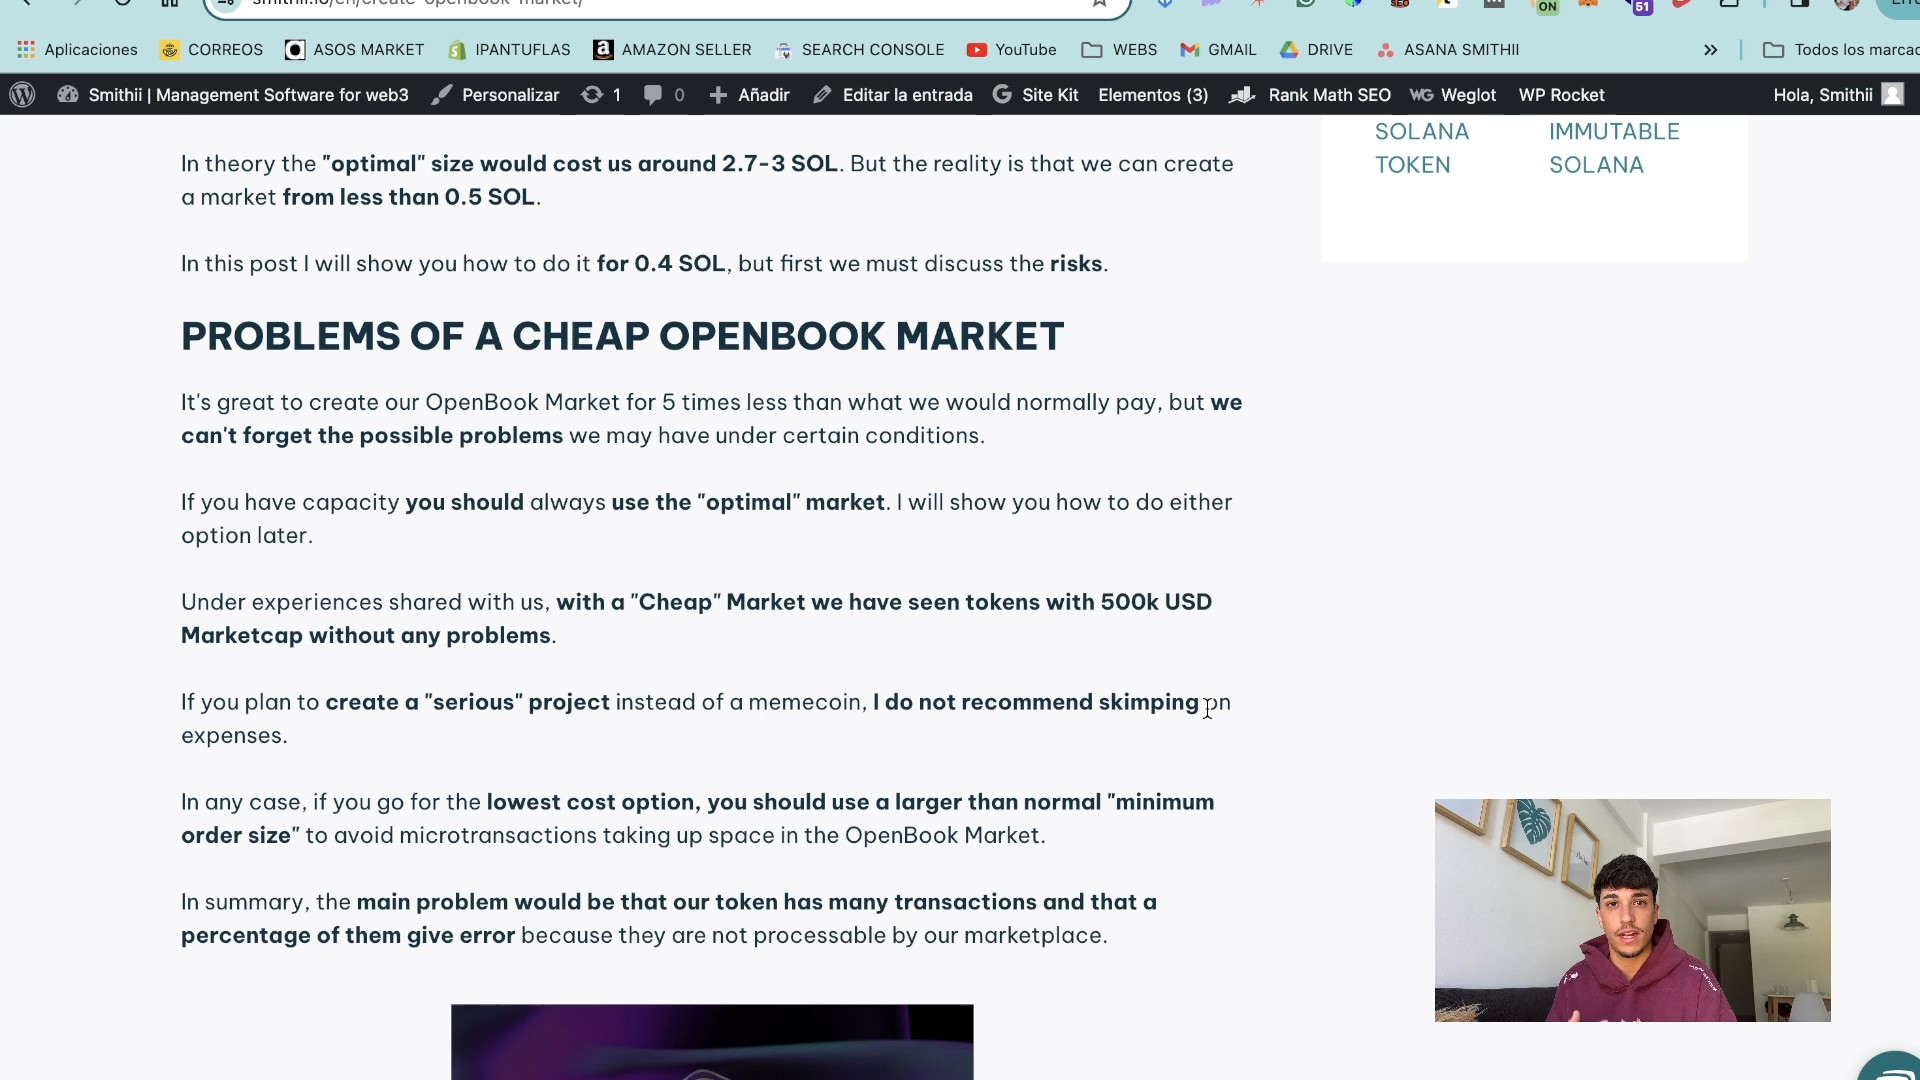 ON
51
Aplicaciones CORREOS ASOS MARKET IPANTUFLAS AMAZON SELLER SEARCH CONSOLE YouTube WEBS GMAIL DRIVE ASANA SMITHII » Todos los marcad
Smithii | Management Software for web3 Personalizar 1 0 Añadir Editar la entrada Site Kit Elementos (3) Rank Math SEO WG Weglot WP Rocket Hola, Smithii
SOLANA
TOKEN
IMMUTABLE
SOLANA
In theory the "optimal" size would cost us around 2.7-3 SOL. But the reality is that we can create
a market from less than 0.5 SOL.
In this post I will show you how to do it for 0.4 SOL, but first we must discuss the risks.
PROBLEMS OF A CHEAP OPENBOOK MARKET
It's great to create our OpenBook Market for 5 times less than what we would normally pay, but we
can't forget the possible problems we may have under certain conditions.
If you have capacity you should always use the "optimal" market. I will show you how to do either
option later.
Under experiences shared with us, with a "Cheap" Market we have seen tokens with 500k USD
Marketcap without any problems.
If you plan to create a "serious" project instead of a memecoin, I do not recommend skimping on
expenses.
In any case, if you go for the lowest cost option, you should use a larger than normal "minimum
order size" to avoid microtransactions taking up space in the OpenBook Market.
In summary, the main problem would be that our token has many transactions and that a
percentage of them give error because they are not processable by our marketplace.